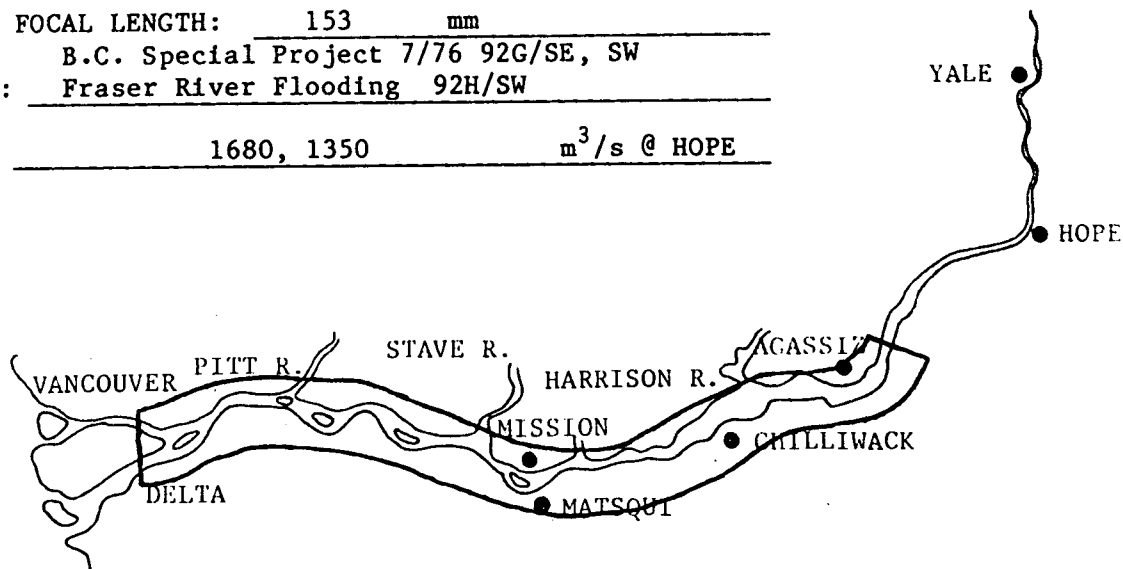 FOCAL LENGTH: 153 mm
B.C. Special Project 7/76 92G/SE, SW
: Fraser River Flooding 92H/SW
1680, 1350 m³/s @ HOPE
YALE
HOPE
AGASSIZ
STAVE R.
PITT R.
HARRISON R.
VANCOUVER
MISSION
CHILLIWACK
DELTA
MATSQUI